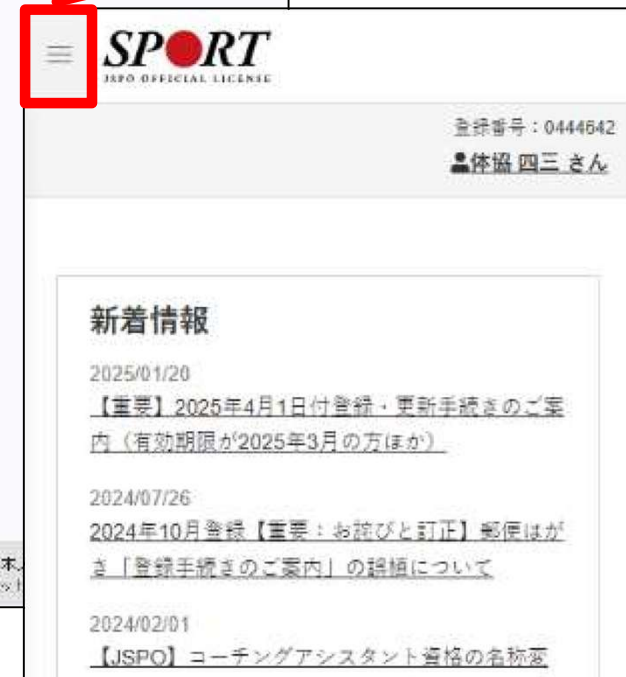 SPORT
JSPO OFFICIAL LICENSE
登録番号：0444642
体協 四三 さん
新着情報
2025/01/20
【重要】2025年4月1日付登録・更新手続きのご案
内（有効期限が2025年3月の方ほか）
2024/07/26
2024年10月登録【重要：お詫びと訂正】郵便はが
き「登録手続きのご案内」の誤植について
2024/02/01
【JSPO】コーチングアシスタント資格の名称変